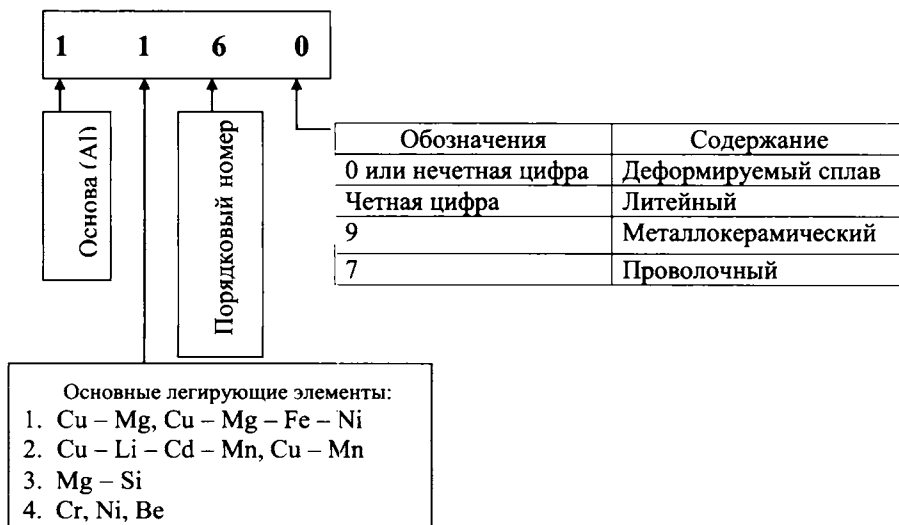 1 1 6 0
Основа (Al)
Порядковый номер
Обозначения Содержание
0 или нечетная цифра Деформируемый сплав
Четная цифра Литейный
9 Металлокерамический
7 Проволочный
Основные легирующие элементы:
1. Cu – Mg, Cu – Mg – Fe – Ni
2. Cu – Li – Cd – Mn, Cu – Mn
3. Mg – Si
4. Cr, Ni, Be